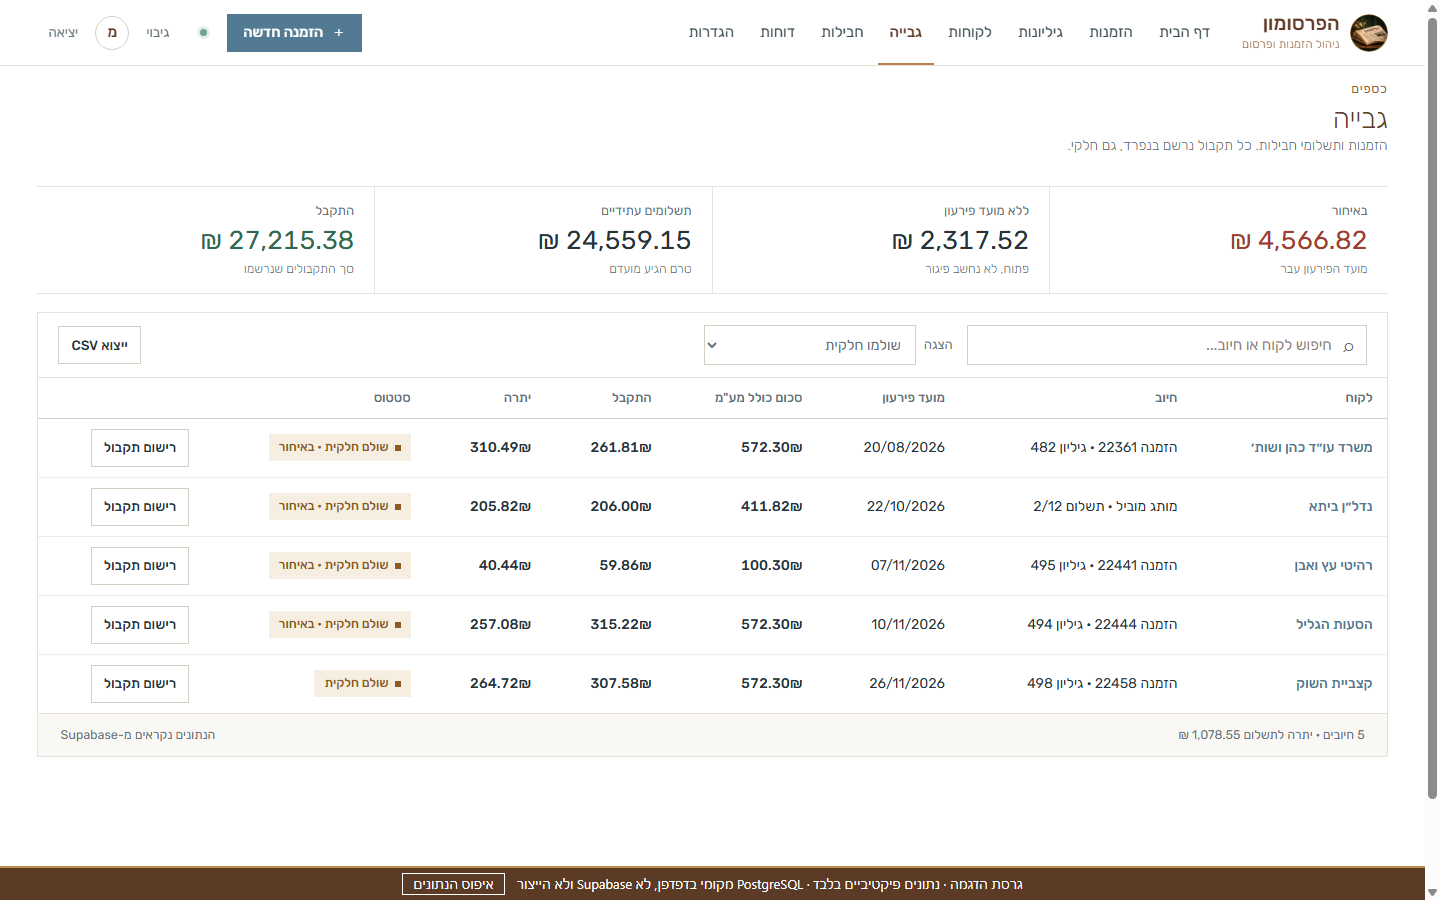 הפרסומון
ניהול הזמנות ופרסום
דף הבית
הזמנות
גיליונות
לקוחות
גבייה
חבילות
דוחות
הגדרות
+ הזמנה חדשה
גיבוי
מ
יציאה
כספים
גבייה
הזמנות ותשלומי חבילות. כל תקבול נרשם בנפרד, גם חלקי.
באיחור
4,566.82 ₪
מועד הפירעון עבר
ללא מועד פירעון
2,317.52 ₪
פתוח, לא נחשב פיגור
תשלומים עתידיים
24,559.15 ₪
טרם הגיע מועדם
התקבל
27,215.38 ₪
סך התקבולים שנרשמו
חיפוש לקוח או חיוב...
הצגה
שולמו חלקית
ייצוא CSV
לקוח חיוב מועד פירעון סכום כולל מע"מ התקבל יתרה סטטוס
משרד עו״ד כהן ושות׳ הזמנה 22361 • גיליון 482 20/08/2026 ₪572.30 ₪261.81 ₪310.49 שולם חלקית • באיחור רישום תקבול
נדל״ן ביתא מותג מוביל • תשלום 2/12 22/10/2026 ₪411.82 ₪206.00 ₪205.82 שולם חלקית • באיחור רישום תקבול
רהיטי עץ ואבן הזמנה 22441 • גיליון 495 07/11/2026 ₪100.30 ₪59.86 ₪40.44 שולם חלקית • באיחור רישום תקבול
הסעות הגליל הזמנה 22444 • גיליון 494 10/11/2026 ₪572.30 ₪315.22 ₪257.08 שולם חלקית • באיחור רישום תקבול
קצביית השוק הזמנה 22458 • גיליון 498 26/11/2026 ₪572.30 ₪307.58 ₪264.72 שולם חלקית רישום תקבול
5 חיובים • יתרה לתשלום 1,078.55 ₪
הנתונים נקראים מ-Supabase
גרסת הדגמה · נתונים פיקטיביים בלבד · PostgreSQL מקומי בדפדפן, לא Supabase ולא הייצור
איפוס הנתונים